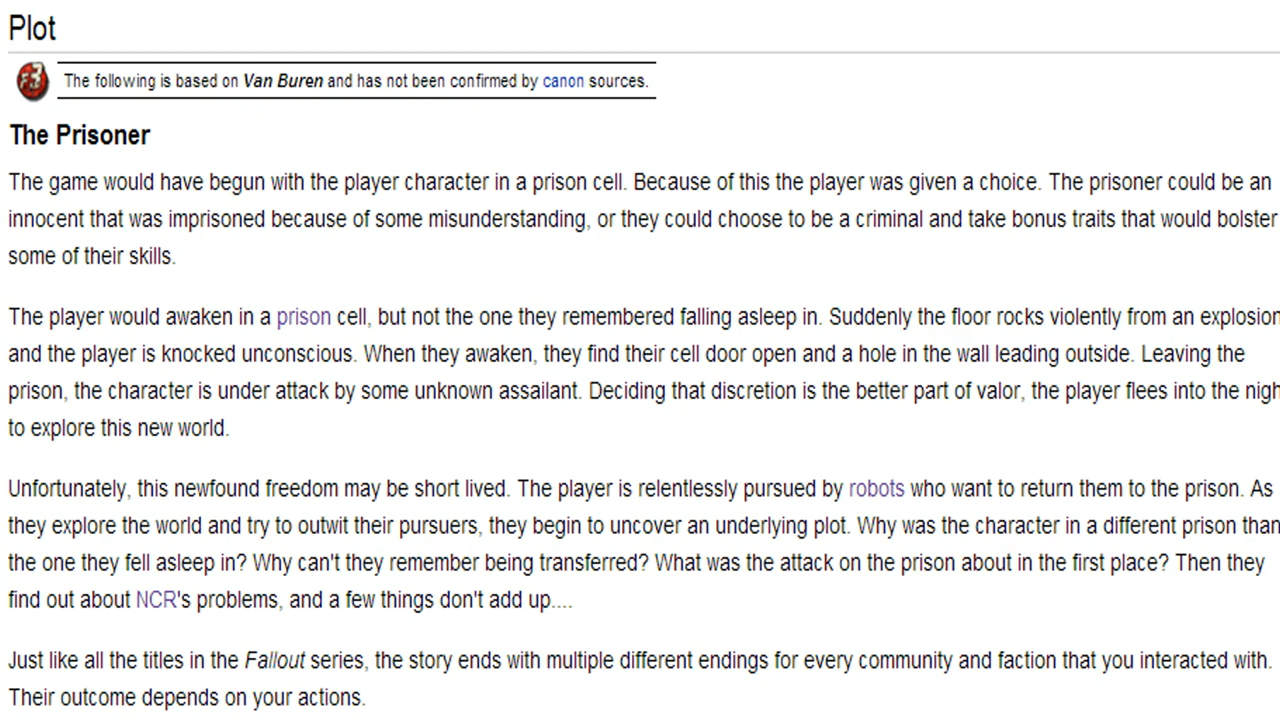 Plot
The following is based on Van Buren and has not been confirmed by canon sources.
The Prisoner
The game would have begun with the player character in a prison cell. Because of this the player was given a choice. The prisoner could be an
innocent that was imprisoned because of some misunderstanding, or they could choose to be a criminal and take bonus traits that would bolster
some of their skills.
The player would awaken in a prison cell, but not the one they remembered falling asleep in. Suddenly the floor rocks violently from an explosion
and the player is knocked unconscious. When they awaken, they find their cell door open and a hole in the wall leading outside. Leaving the
prison, the character is under attack by some unknown assailant. Deciding that discretion is the better part of valor, the player flees into the nigh
to explore this new world.
Unfortunately, this newfound freedom may be short lived. The player is relentlessly pursued by robots who want to return them to the prison. As
they explore the world and try to outwit their pursuers, they begin to uncover an underlying plot. Why was the character in a different prison than
the one they fell asleep in? Why can't they remember being transferred? What was the attack on the prison about in the first place? Then they
find out about NCR's problems, and a few things don't add up....
Just like all the titles in the Fallout series, the story ends with multiple different endings for every community and faction that you interacted with.
Their outcome depends on your actions.